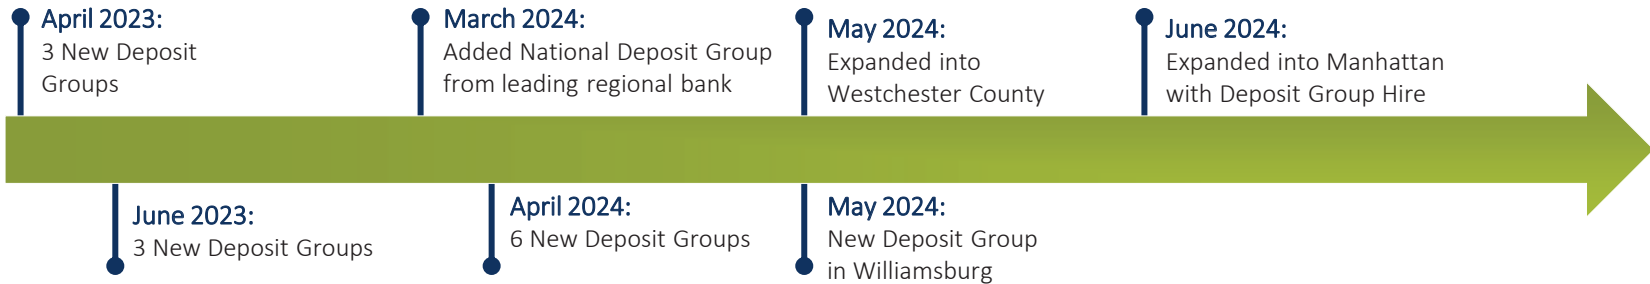 April 2023:
3 New Deposit
Groups
March 2024:
Added National Deposit Group
from leading regional bank
May 2024:
Expanded into
Westchester County
June 2024:
Expanded into Manhattan
with Deposit Group Hire
June 2023:
3 New Deposit Groups
April 2024:
6 New Deposit Groups
May 2024:
New Deposit Group
in Williamsburg